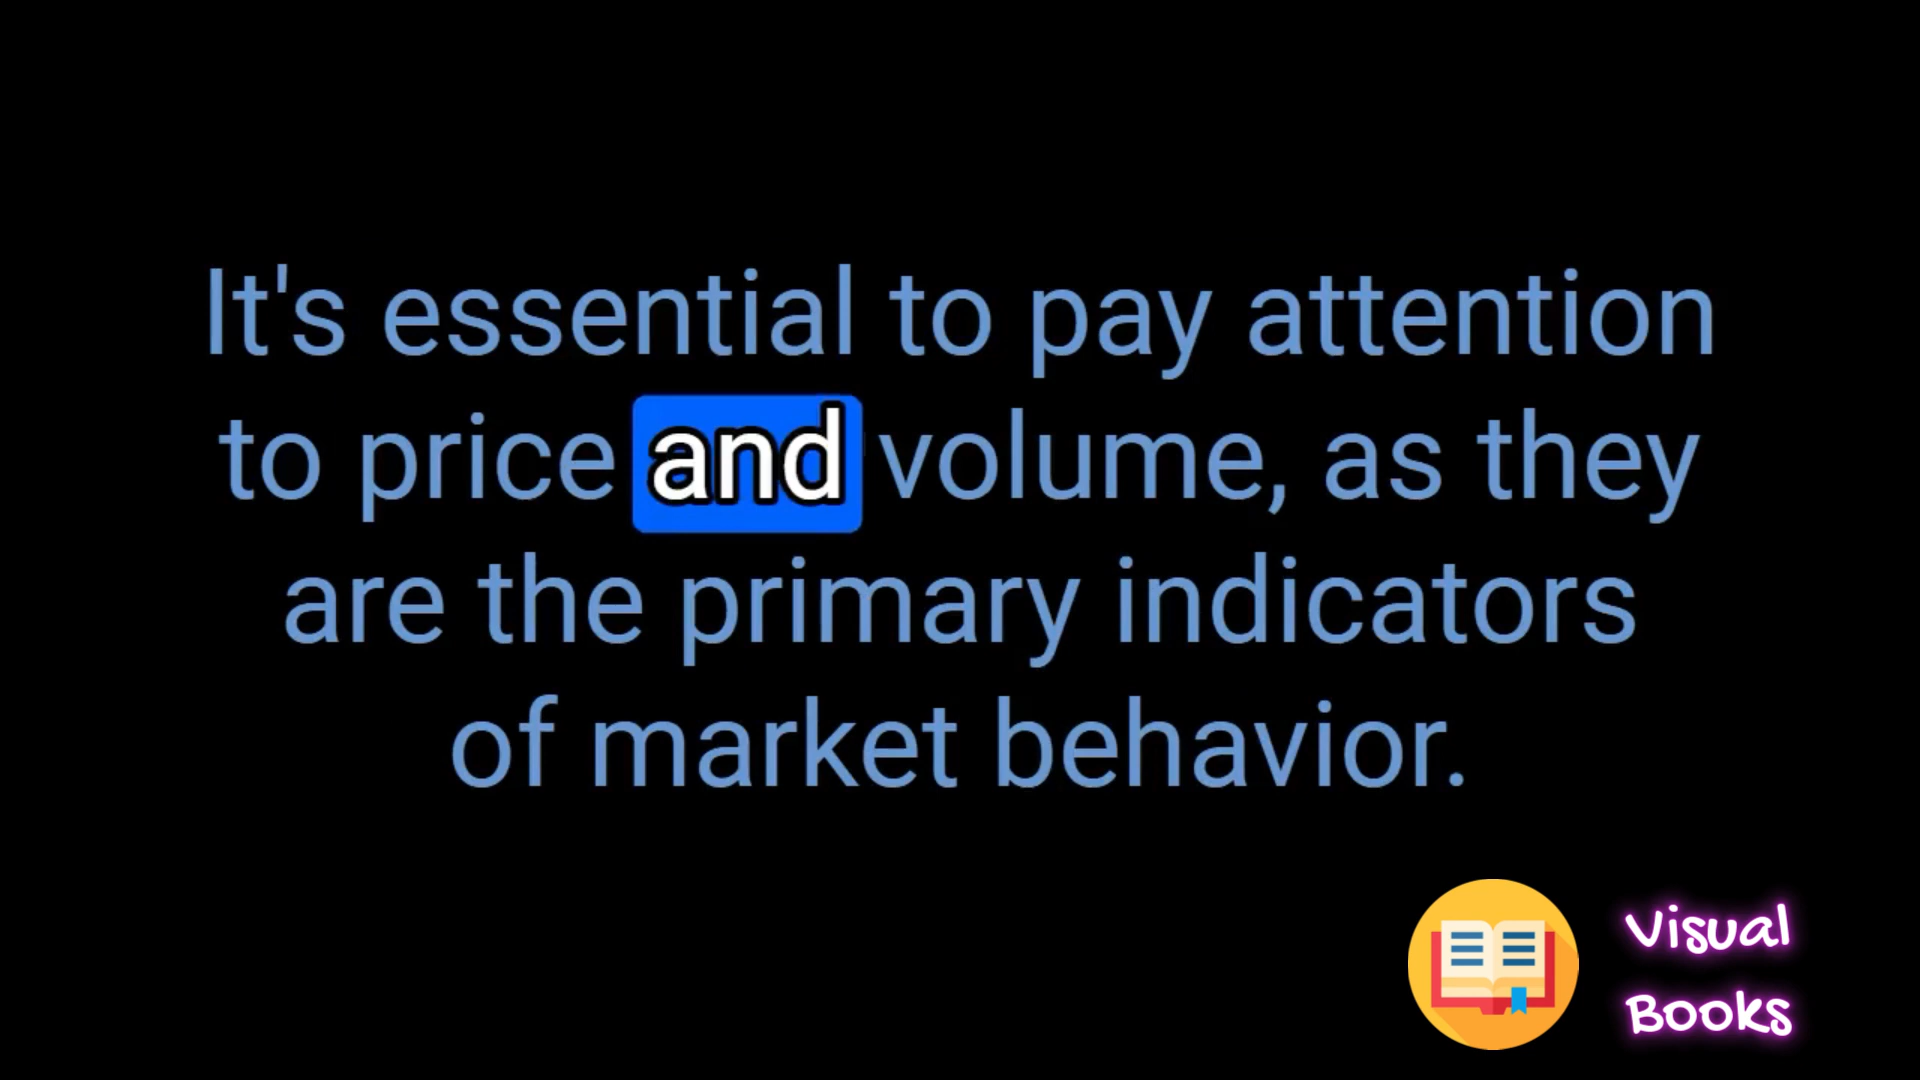 It's essential to pay attention
to price and volume, as they
are the primary indicators
of market behavior.
Visual
Books